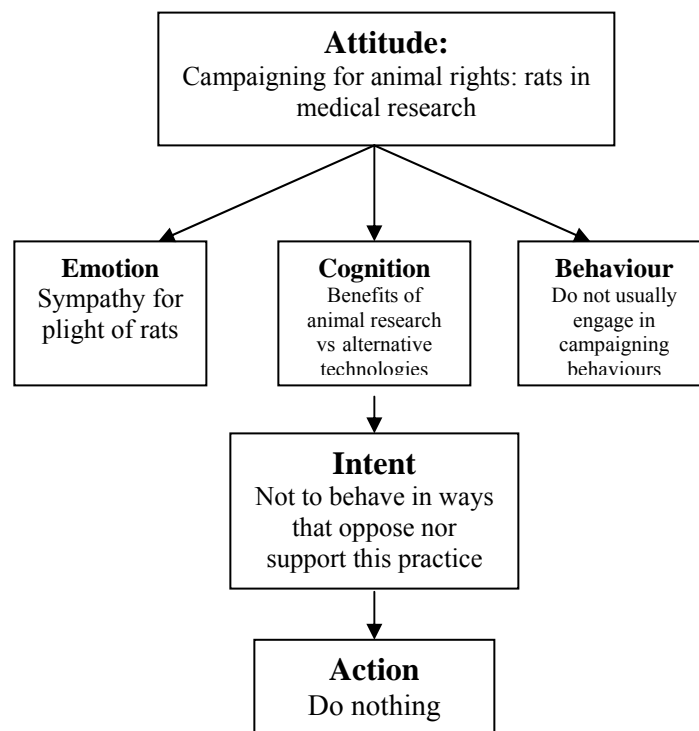 Attitude:
Campaigning for animal rights: rats in
medical research
Emotion
Sympathy for
plight of rats
Cognition
Benefits of
animal research
vs alternative
technologies
Behaviour
Do not usually
engage in
campaigning
behaviours
Intent
Not to behave in ways
that oppose nor
support this practice
Action
Do nothing